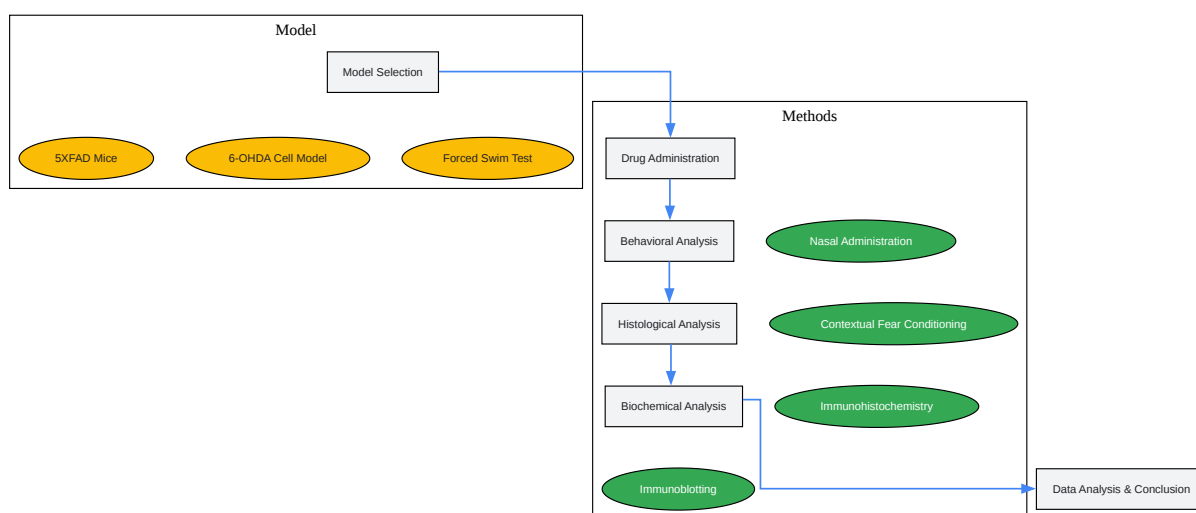 Model
Model Selection
5XFAD Mice
6-OHDA Cell Model
Forced Swim Test
Methods
Drug Administration
Behavioral Analysis
Nasal Administration
Histological Analysis
Contextual Fear Conditioning
Biochemical Analysis
Immunohistochemistry
Immunoblotting
Data Analysis & Conclusion